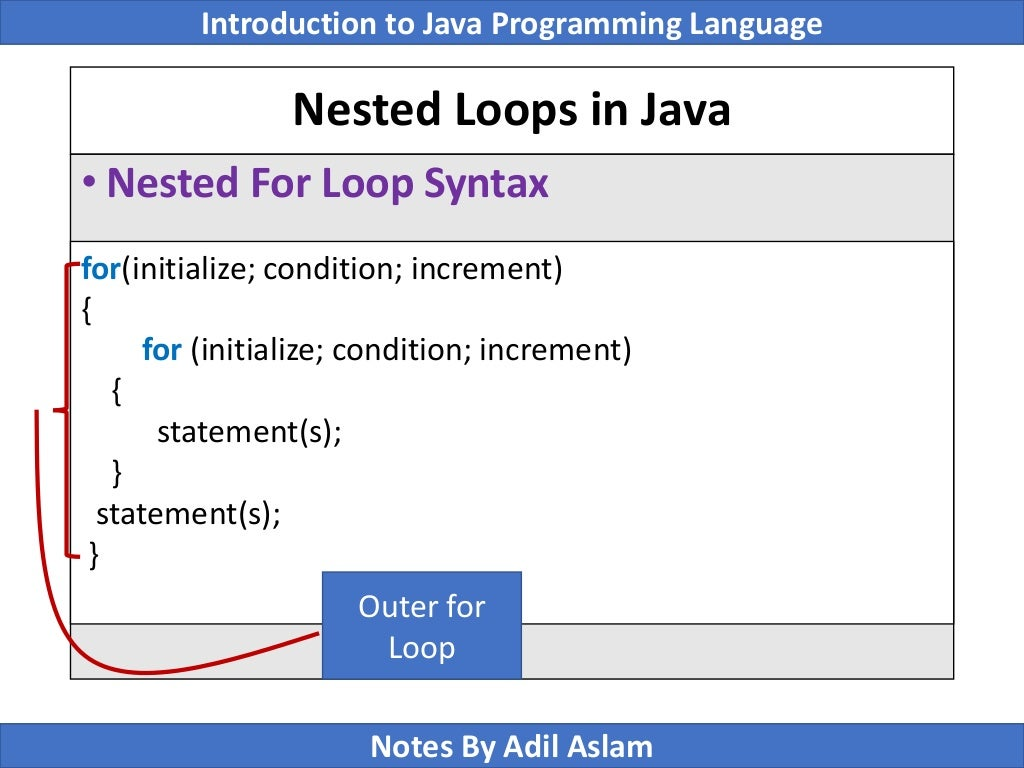 Introduction to Java Programming Language
Nested Loops in Java
• Nested For Loop Syntax
for(initialize; condition; increment)
{
for (initialize; condition; increment)
{
statement(s);
}
statement(s);
}
Outer for
Loop
Notes By Adil Aslam